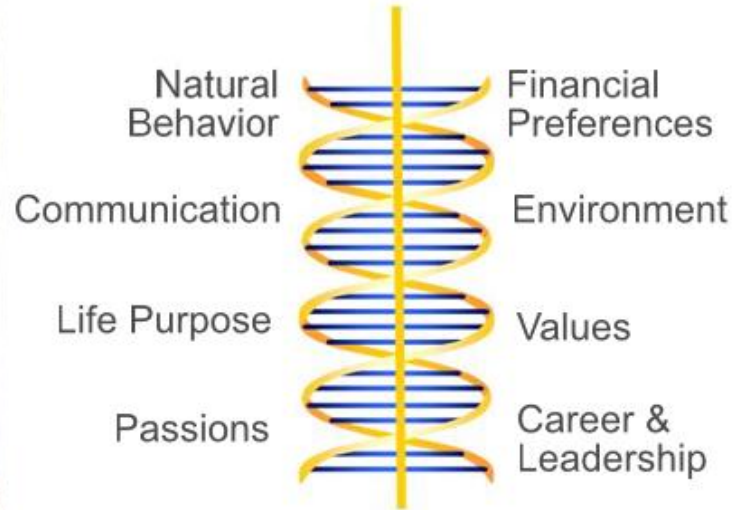 Natural
Behavior
Financial
Preferences
Communication
Environment
Life Purpose
Values
Passions
Career &
Leadership